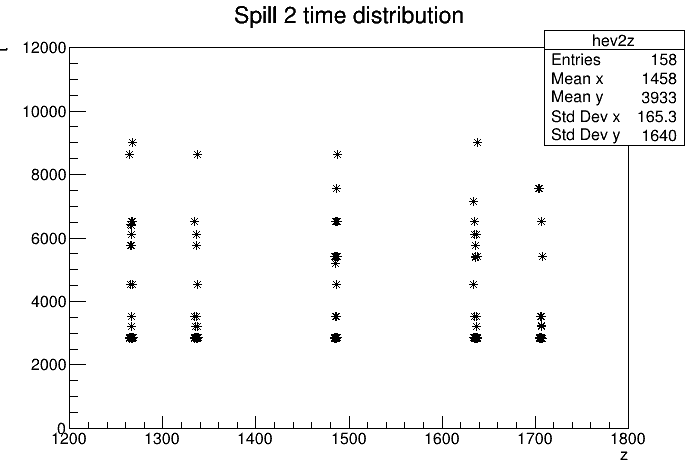 Spill 2 time distribution
hev2z
Entries 158
Mean x 1458
Mean y 3933
Std Dev x 165.3
Std Dev y 1640
12000
10000
8000
6000
4000
2000
0
1200 1300 1400 1500 1600 1700 1800
z